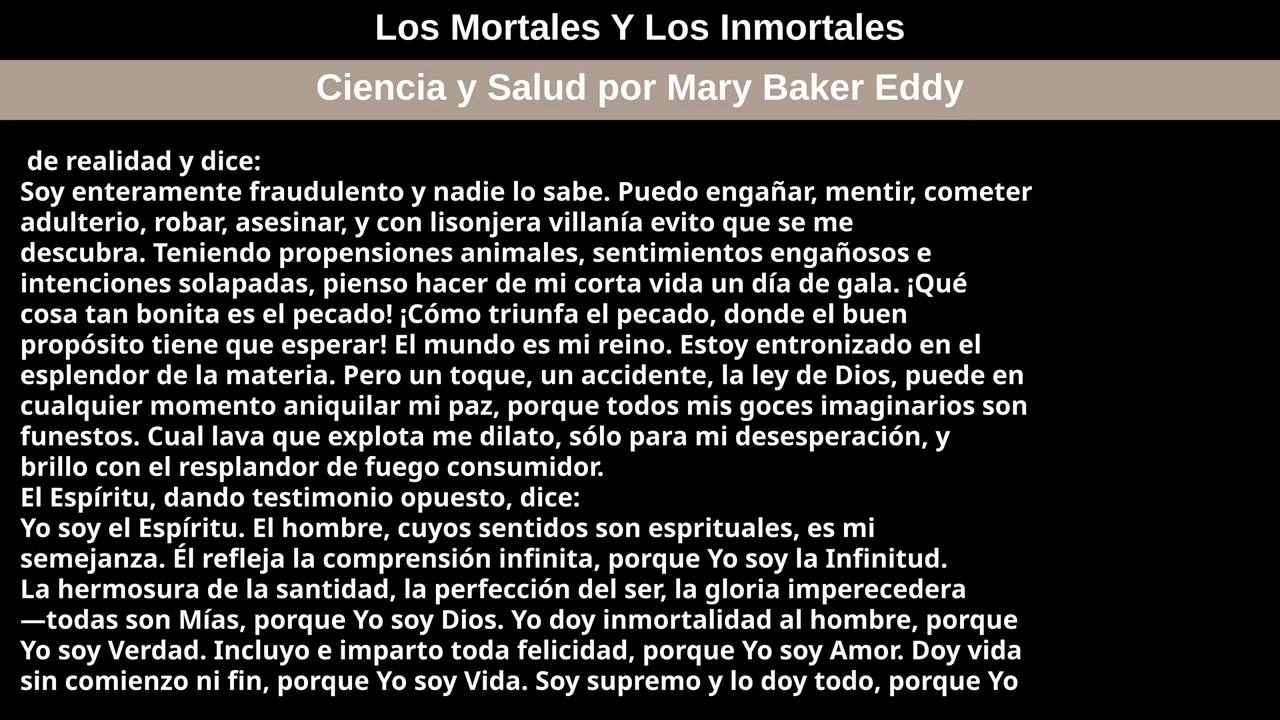 Los Mortales Y Los Inmortales
Ciencia y Salud por Mary Baker Eddy
de realidad y dice:
Soy enteramente fraudulento y nadie lo sabe. Puedo engañar, mentir, cometer
adulterio, robar, asesinar, y con lisonjera villanía evito que se me
descubra. Teniendo propensiones animales, sentimientos engañosos e
intenciones solapadas, pienso hacer de mi corta vida un día de gala. ¡Qué
cosa tan bonita es el pecado! ¡Cómo triunfa el pecado, donde el buen
propósito tiene que esperar! El mundo es mi reino. Estoy entronizado en el
esplendor de la materia. Pero un toque, un accidente, la ley de Dios, puede en
cualquier momento aniquilar mi paz, porque todos mis goces imaginarios son
funestos. Cual lava que explota me dilato, sólo para mi desesperación, y
brillo con el resplandor de fuego consumidor.
El Espíritu, dando testimonio opuesto, dice:
Yo soy el Espíritu. El hombre, cuyos sentidos son esprituales, es mi
semejanza. Él refleja la comprensión infinita, porque Yo soy la Infinitud.
La hermosura de la santidad, la perfección del ser, la gloria imperecedera
—todas son Mías, porque Yo soy Dios. Yo doy inmortalidad al hombre, porque
Yo soy Verdad. Incluyo e imparto toda felicidad, porque Yo soy Amor. Doy vida
sin comienzo ni fin, porque Yo soy Vida. Soy supremo y lo doy todo, porque Yo